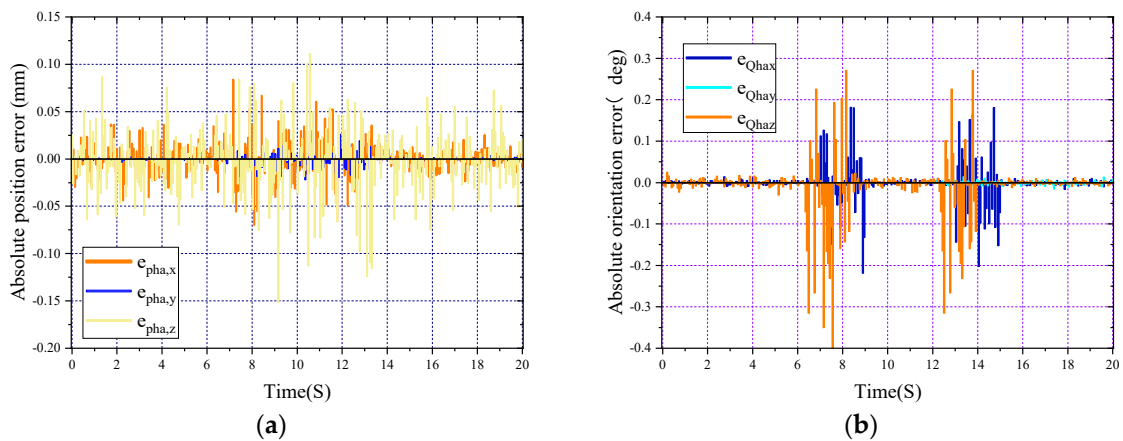 0.15
0.10
0.05
0.00
-0.05
-0.10
-0.15
-0.20
Absolute position error (mm)
e_pha,x
e_pha,y
e_pha,z
0 2 4 6 8 10 12 14 16 18 20
Time(S)
(a)
0.4
0.3
0.2
0.1
0.0
-0.1
-0.2
-0.3
-0.4
Absolute orientation error( deg)
e_Qhax
e_Qhay
e_Qhaz
0 2 4 6 8 10 12 14 16 18 20
Time(S)
(b)